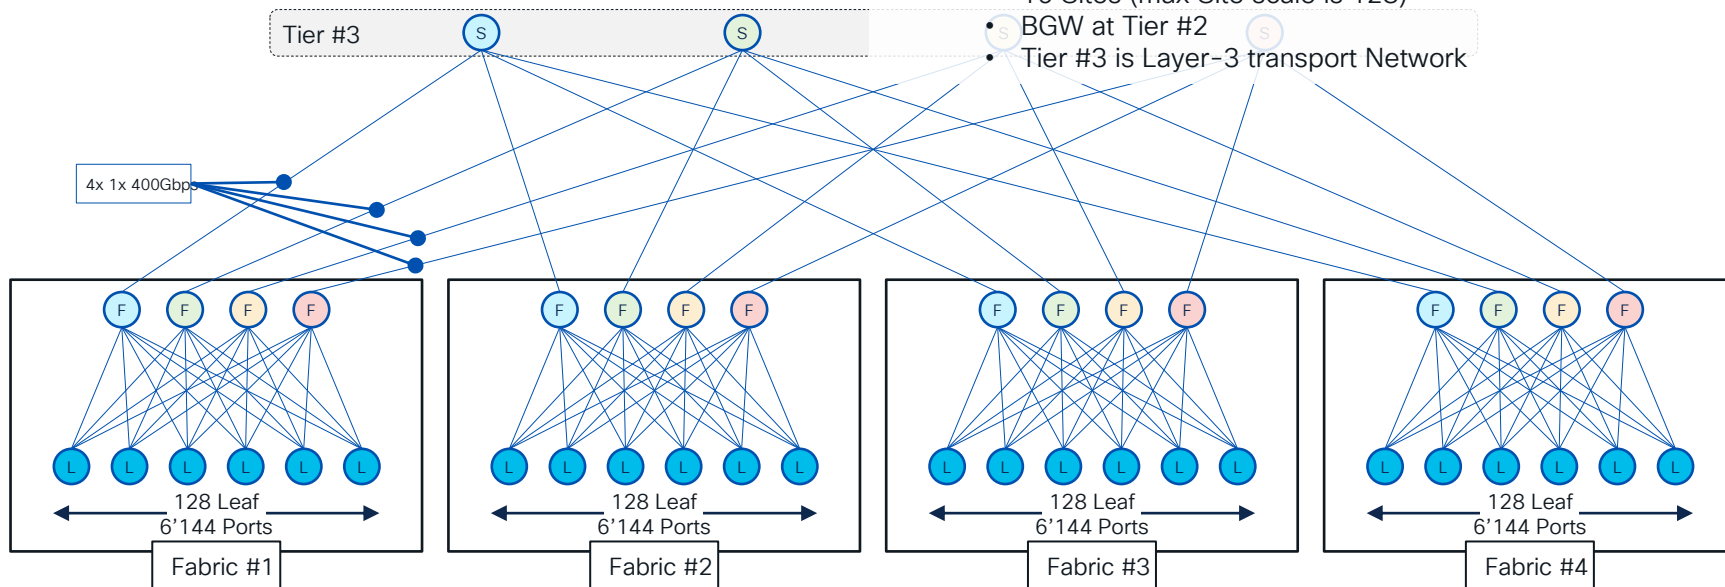 Tier #3
S
S
S
S
• BGW at Tier #2
• Tier #3 is Layer-3 transport Network
4x 1x 400Gbps
F F F F
F F F F
F F F F
F F F F
L L L L L L
L L L L L L
L L L L L L
L L L L L L
128 Leaf
6’144 Ports
128 Leaf
6’144 Ports
128 Leaf
6’144 Ports
128 Leaf
6’144 Ports
Fabric #1
Fabric #2
Fabric #3
Fabric #4